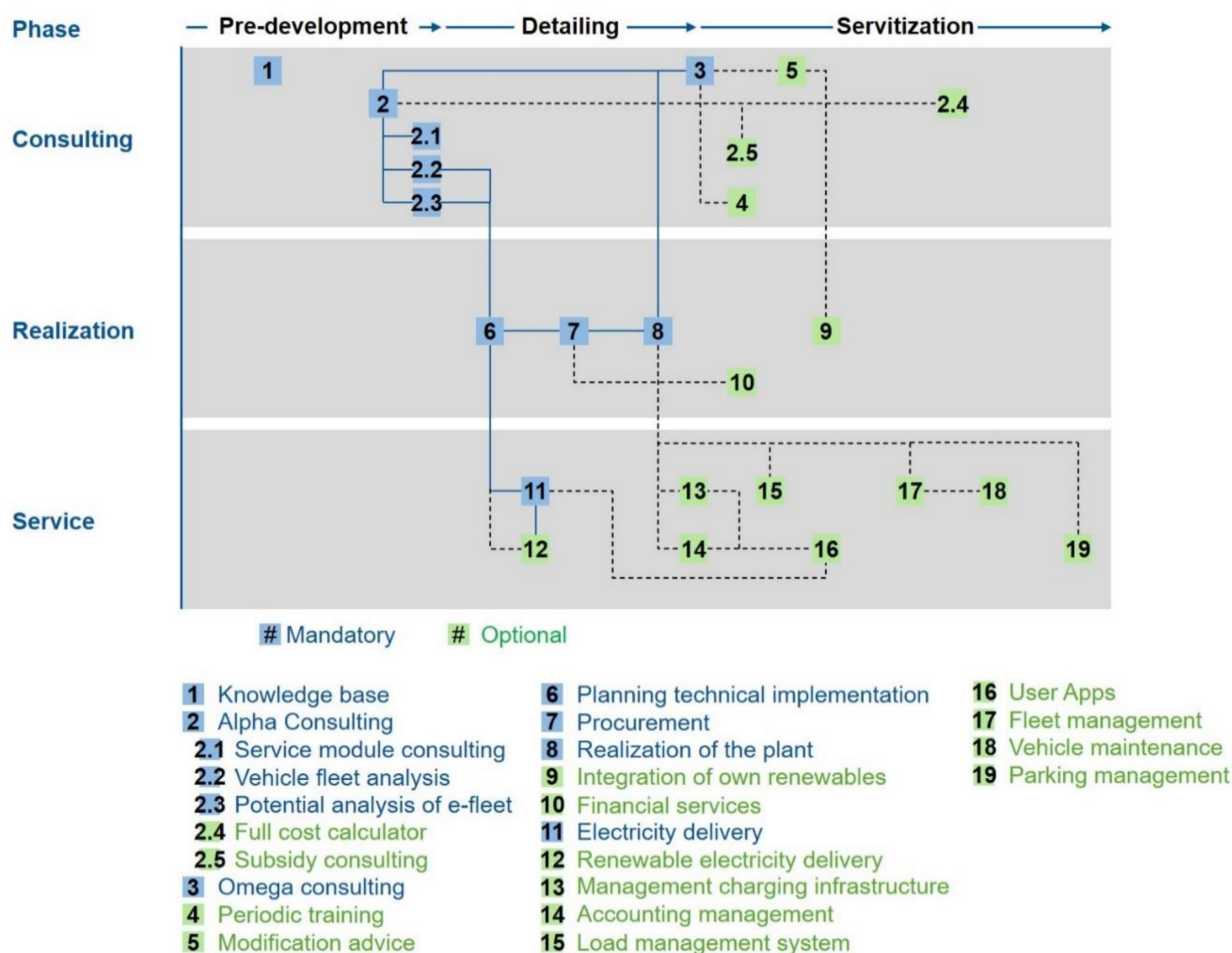 Phase Pre-development Detailing Servitization
1 3 5
2 2.4
Consulting 2.1 2.5
2.2
2.3 4
Realization 6 7 8 9
10
11 13 15 17 18
Service
12 14 16 19
# Mandatory # Optional
1 Knowledge base
2 Alpha Consulting
2.1 Service module consulting
2.2 Vehicle fleet analysis
2.3 Potential analysis of e-fleet
2.4 Full cost calculator
2.5 Subsidy consulting
3 Omega consulting
4 Periodic training
5 Modification advice
6 Planning technical implementation
7 Procurement
8 Realization of the plant
9 Integration of own renewables
10 Financial services
11 Electricity delivery
12 Renewable electricity delivery
13 Management charging infrastructure
14 Accounting management
15 Load management system
16 User Apps
17 Fleet management
18 Vehicle maintenance
19 Parking management